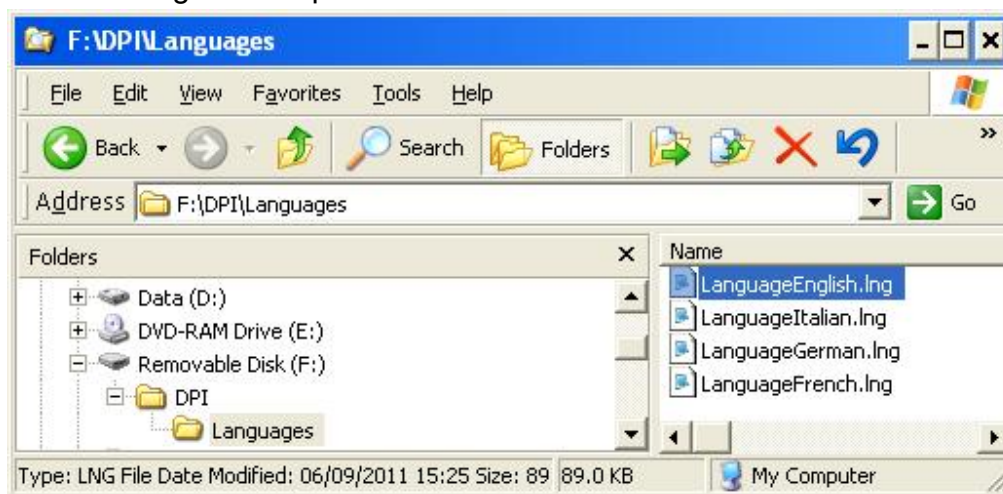 F:\DPI\Languages
File Edit View Favorites Tools Help
Back Search Folders »
Address F:\DPI\Languages Go
Folders x
Data (D:)
DVD-RAM Drive (E:)
Removable Disk (F:)
DPI
Languages
Name
LanguageEnglish.lng
LanguageItalian.lng
LanguageGerman.lng
LanguageFrench.lng
Type: LNG File Date Modified: 06/09/2011 15:25 Size: 89 89.0 KB My Computer